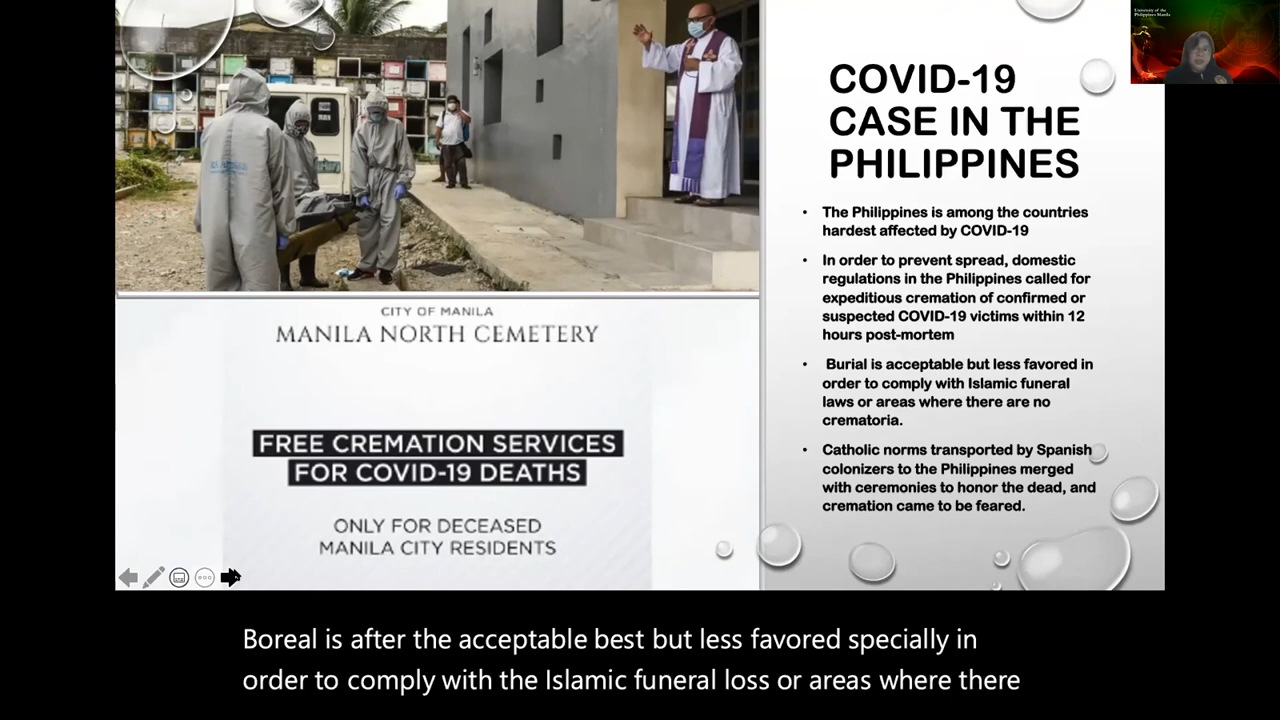 University of the
Philippines Manila
COVID-19
CASE IN THE
PHILIPPINES
• The Philippines is among the countries
hardest affected by COVID-19
• In order to prevent spread, domestic
regulations in the Philippines called for
expeditious cremation of confirmed or
suspected COVID-19 victims within 12
hours post-mortem
• Burial is acceptable but less favored in
order to comply with Islamic funeral
laws or areas where there are no
crematoria.
• Catholic norms transported by Spanish
colonizers to the Philippines merged
with ceremonies to honor the dead, and
cremation came to be feared.
CITY OF MANILA
MANILA NORTH CEMETERY
FREE CREMATION SERVICES
FOR COVID-19 DEATHS
ONLY FOR DECEASED
MANILA CITY RESIDENTS
Boreal is after the acceptable best but less favored specially in
order to comply with the Islamic funeral loss or areas where there